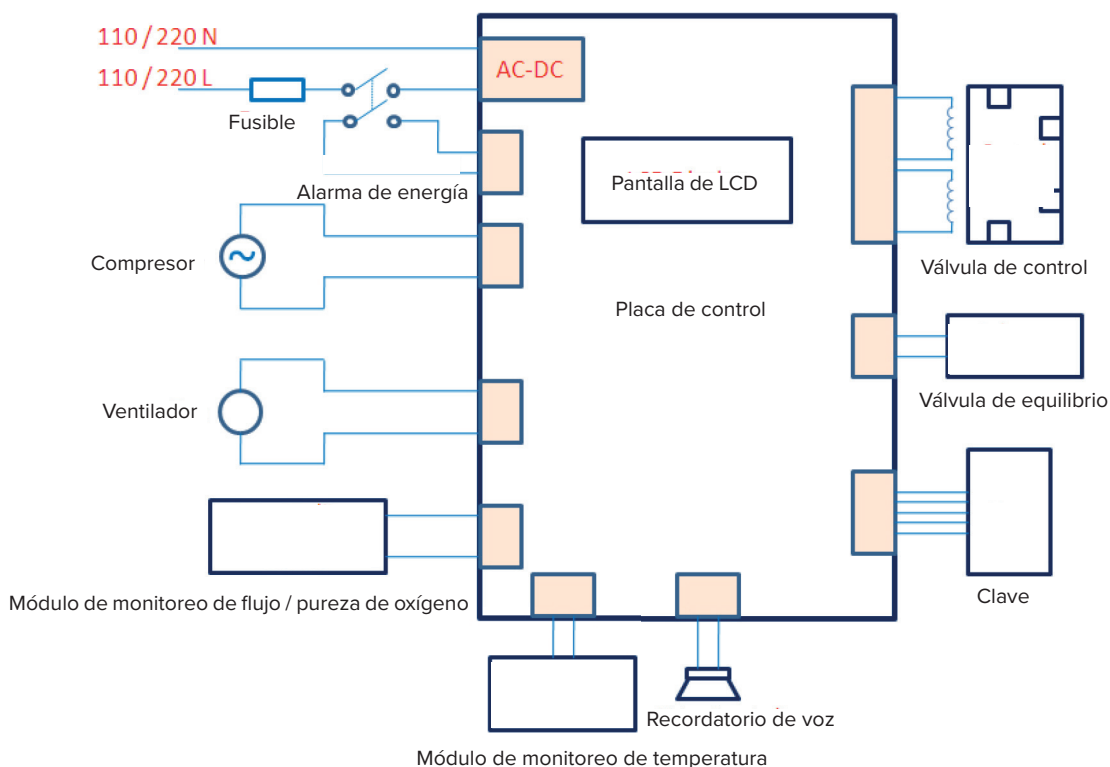 110 / 220 N
110 / 220 L
AC-DC
Fusible
Alarma de energía
Pantalla de LCD
Compresor
Válvula de control
Placa de control
Ventilador
Válvula de equilibrio
Módulo de monitoreo de flujo / pureza de oxígeno
Clave
Recordatorio de voz
Módulo de monitoreo de temperatura